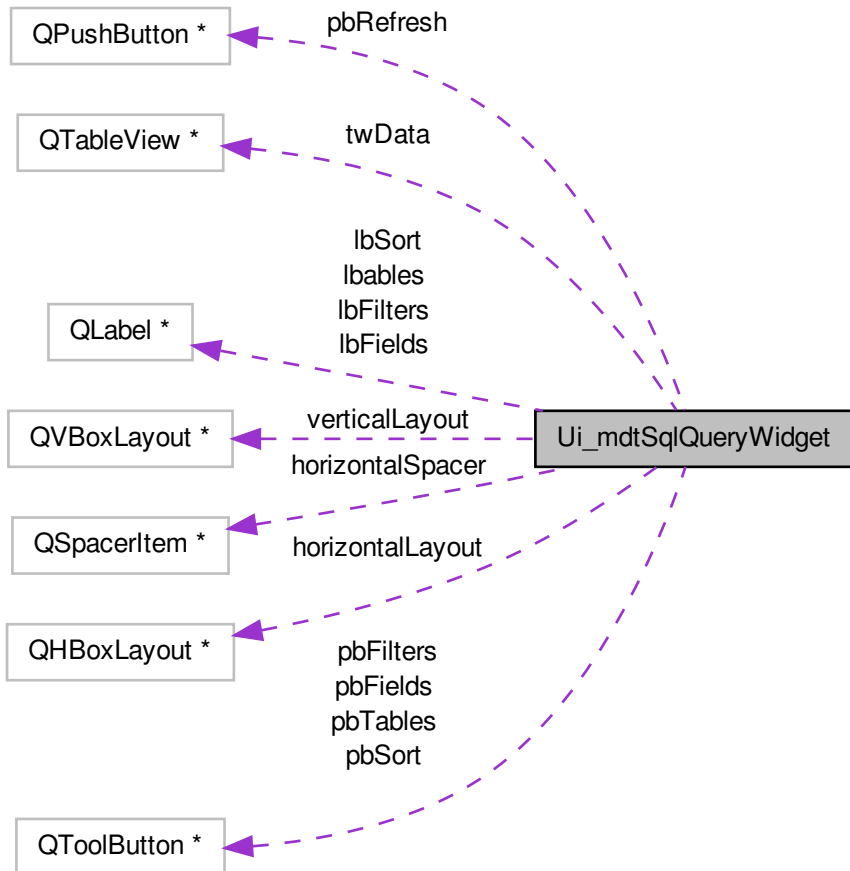 QPushButton *
pbRefresh
QTableView *
twData
lbSort
lbables
lbFilters
lbFields
QLabel *
QVBoxLayout *
verticalLayout
Ui_mdtSqlQueryWidget
horizontalSpacer
QSpacerItem *
horizontalLayout
QHBoxLayout *
pbFilters
pbFields
pbTables
pbSort
QToolButton *